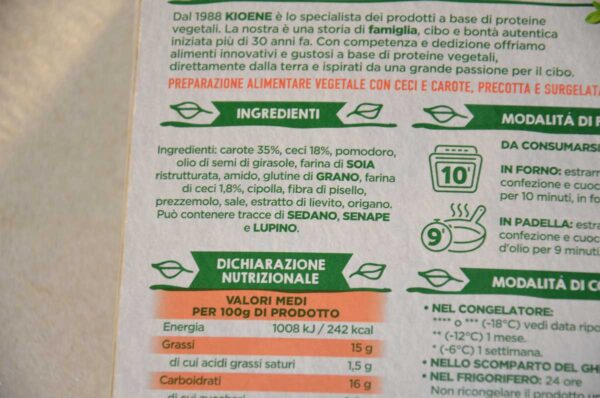 Dal 1988 KIOENE è lo specialista dei prodotti a base di proteine
vegetali. La nostra è una storia di famiglia, cibo e bontà autentica
iniziata più di 30 anni fa. Con competenza e dedizione offriamo
alimenti innovativi e gustosi a base di proteine vegetali,
direttamente dalla terra e ispirati da una grande passione per il cibo.
PREPARAZIONE ALIMENTARE VEGETALE CON CECI E CAROTE, PRECOTTA E SURGELATA
INGREDIENTI
Ingredienti: carote 35%, ceci 18%, pomodoro,
olio di semi di girasole, farina di SOIA
ristrutturata, amido, glutine di GRANO, farina
di ceci 1,8%, cipolla, fibra di pisello,
prezzemolo, sale, estratto di lievito, origano.
Può contenere tracce di SEDANO, SENAPE
e LUPINO.
DICHIARAZIONE
NUTRIZIONALE
VALORI MEDI
PER 100g DI PRODOTTO
Energia 1008 kJ / 242 kcal
Grassi 15 g
di cui acidi grassi saturi 1,5 g
Carboidrati 16 g
MODALITÁ DI
DA CONSUMARSI
10'
IN FORNO:
confezione e cuoc
per 10 minuti, in
9'
IN PADELLA:
confezione e cuoc
d'olio per 9 minuti
MODALITÁ DI
• NEL CONGELATORE:
**** o *** (-18°C) vedi data
** (-12°C) 1 mese.
* (-6°C) 1 settimana.
• NELLO SCOMPARTO DEL
• NEL FRIGORIFERO: 24 ore
Non ricongelare il prodotto